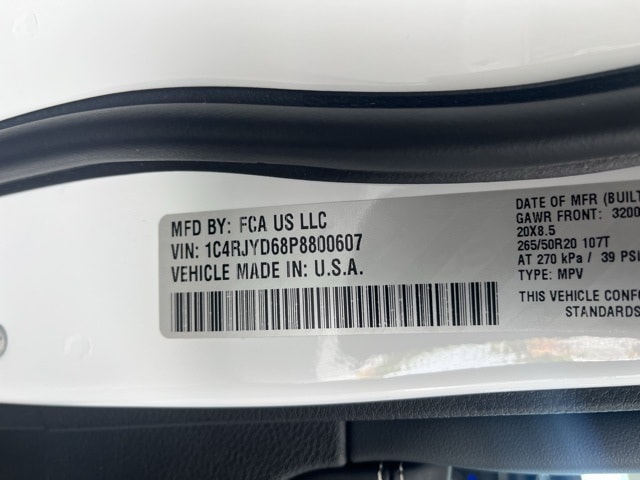 MFD BY: FCA US LLC
VIN: 1C4RJYD68P8800607
VEHICLE MADE IN: U.S.A.
DATE OF MFR (BUILT
GAWR FRONT: 3200
20X8.5
265/50R20 107T
AT 270 kPa / 39 PSI
TYPE: MPV
THIS VEHICLE CONF
STANDARDS